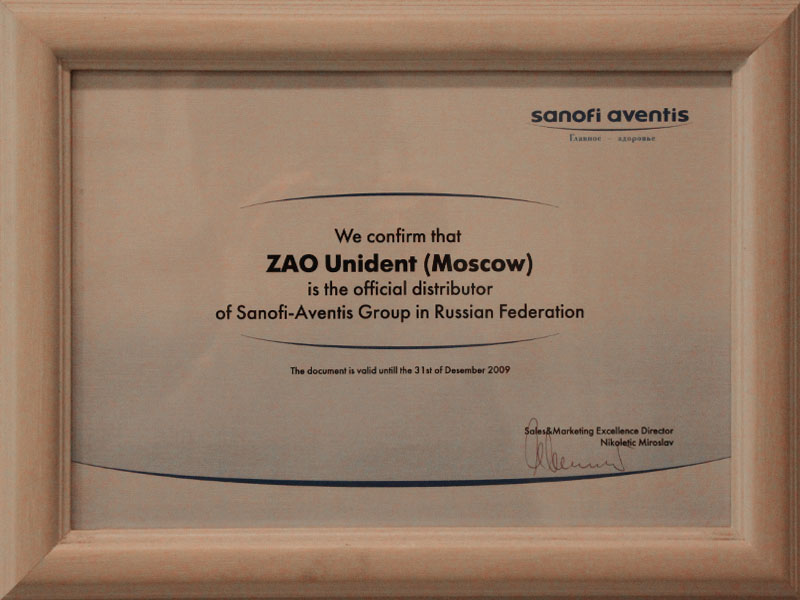 sanofi aventis
Главное - здоровье
We confirm that
ZAO Unident (Moscow)
is the official distributor
of Sanofi-Aventis Group in Russian Federation
The document is valid untill the 31st of Desember 2009
Sales&Marketing Excellence Director
Nikoletic Miroslav